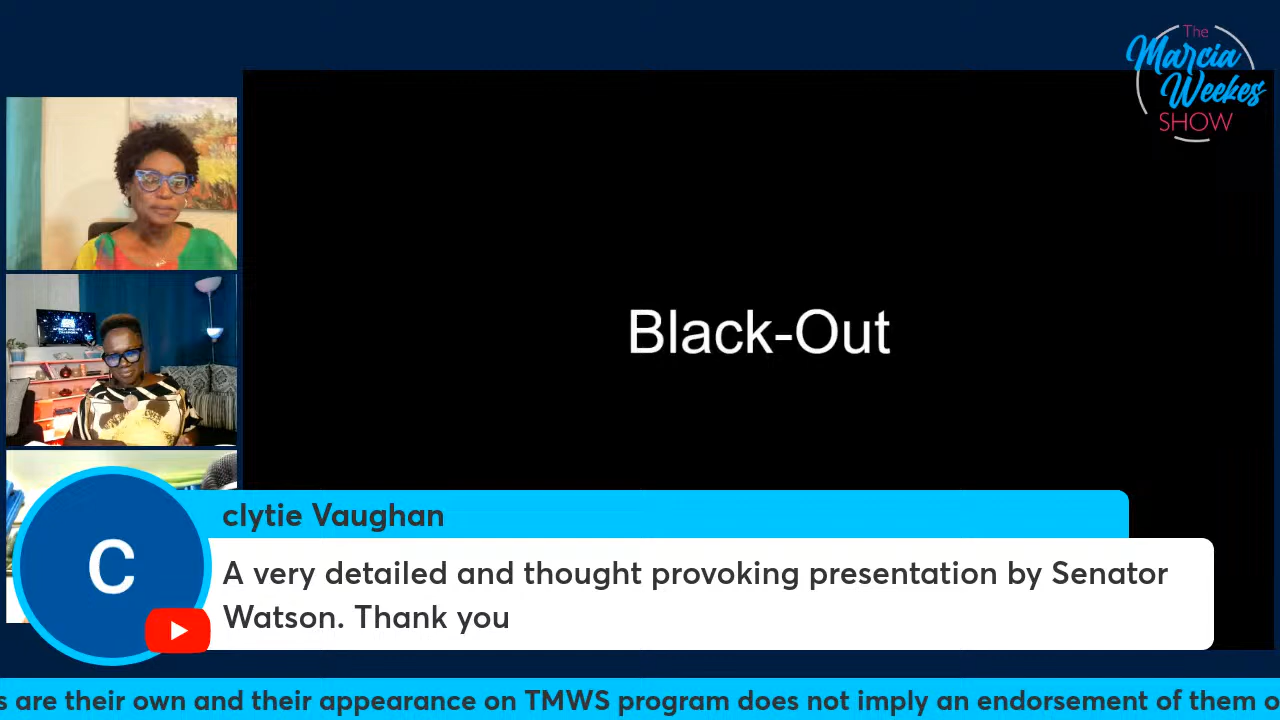 The
Marcia
Weekes
SHOW
Black-Out
C
clytie Vaughan
A very detailed and thought provoking presentation by Senator
Watson. Thank you
s are their own and their appearance on TMWS program does not imply an endorsement of them o